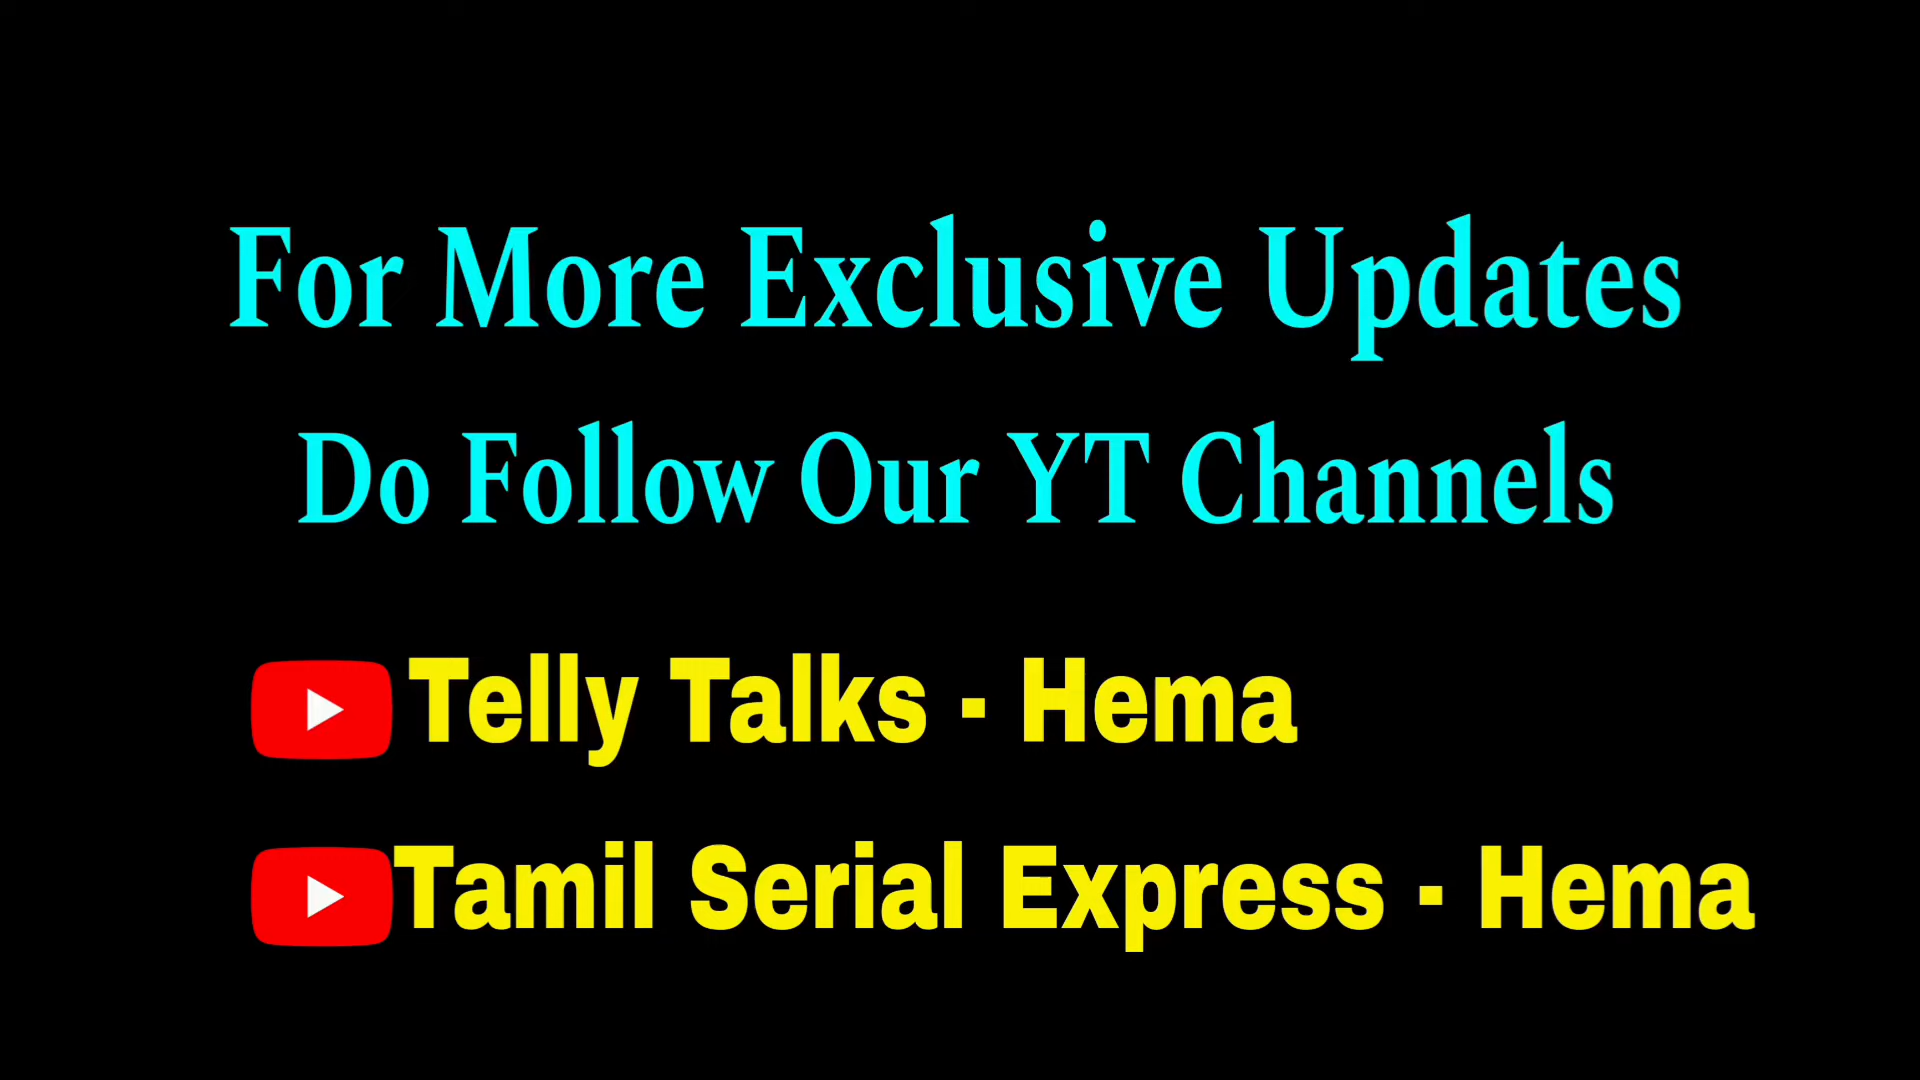 For More Exclusive Updates
Do Follow Our YT Channels
Telly Talks - Hema
Tamil Serial Express - Hema